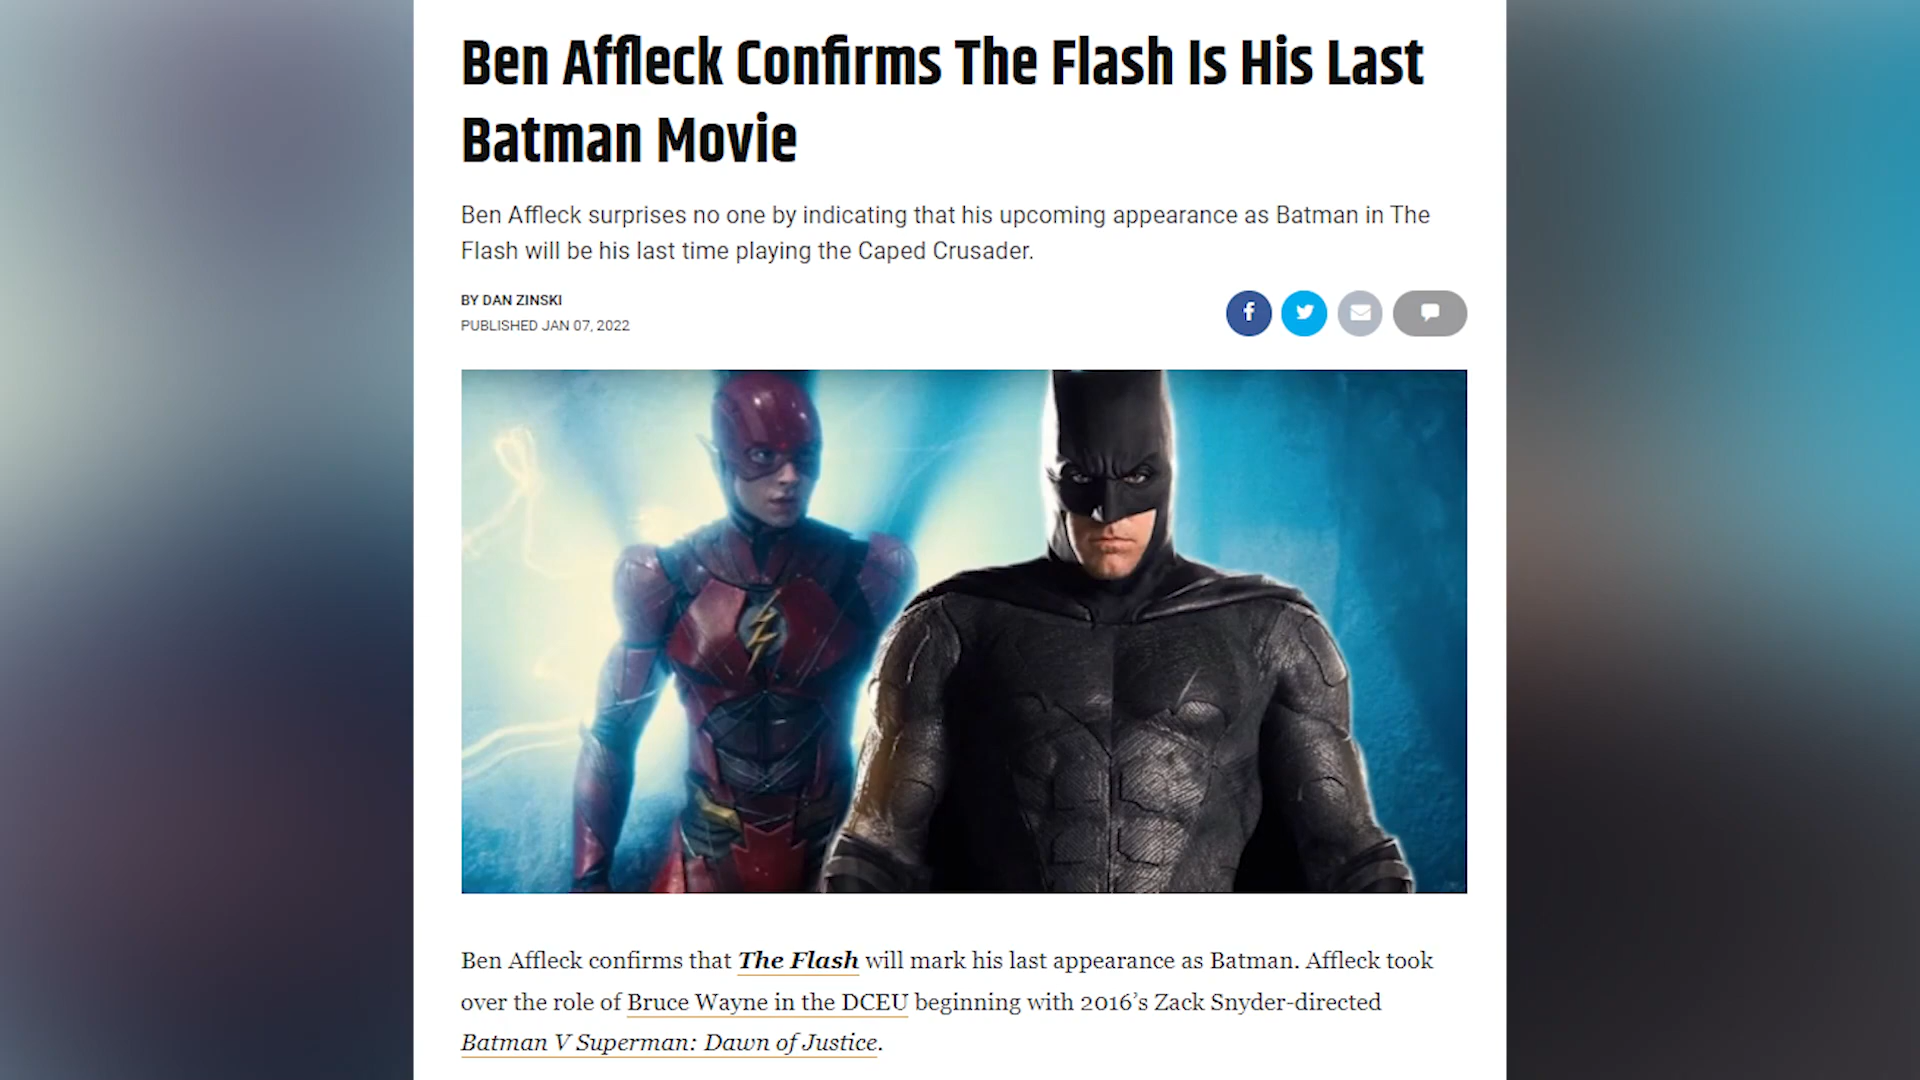 Ben Affleck Confirms The Flash Is His Last
Batman Movie
Ben Affleck surprises no one by indicating that his upcoming appearance as Batman in The
Flash will be his last time playing the Caped Crusader.
BY DAN ZINSKI
PUBLISHED JAN 07, 2022
Ben Affleck confirms that The Flash will mark his last appearance as Batman. Affleck took
over the role of Bruce Wayne in the DCEU beginning with 2016's Zack Snyder-directed
Batman V Superman: Dawn of Justice.